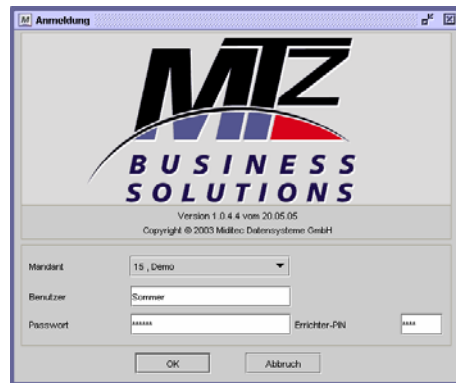 Anmeldung
MTZ
BUSINESS
SOLUTIONS
Version 1.0.4.4 vom 20.05.05
Copyright © 2003 Miditec Datensysteme GmbH
Mandant 15 , Demo
Benutzer Sommer
Passwort ****** Errichter-PIN ****
OK Abbruch